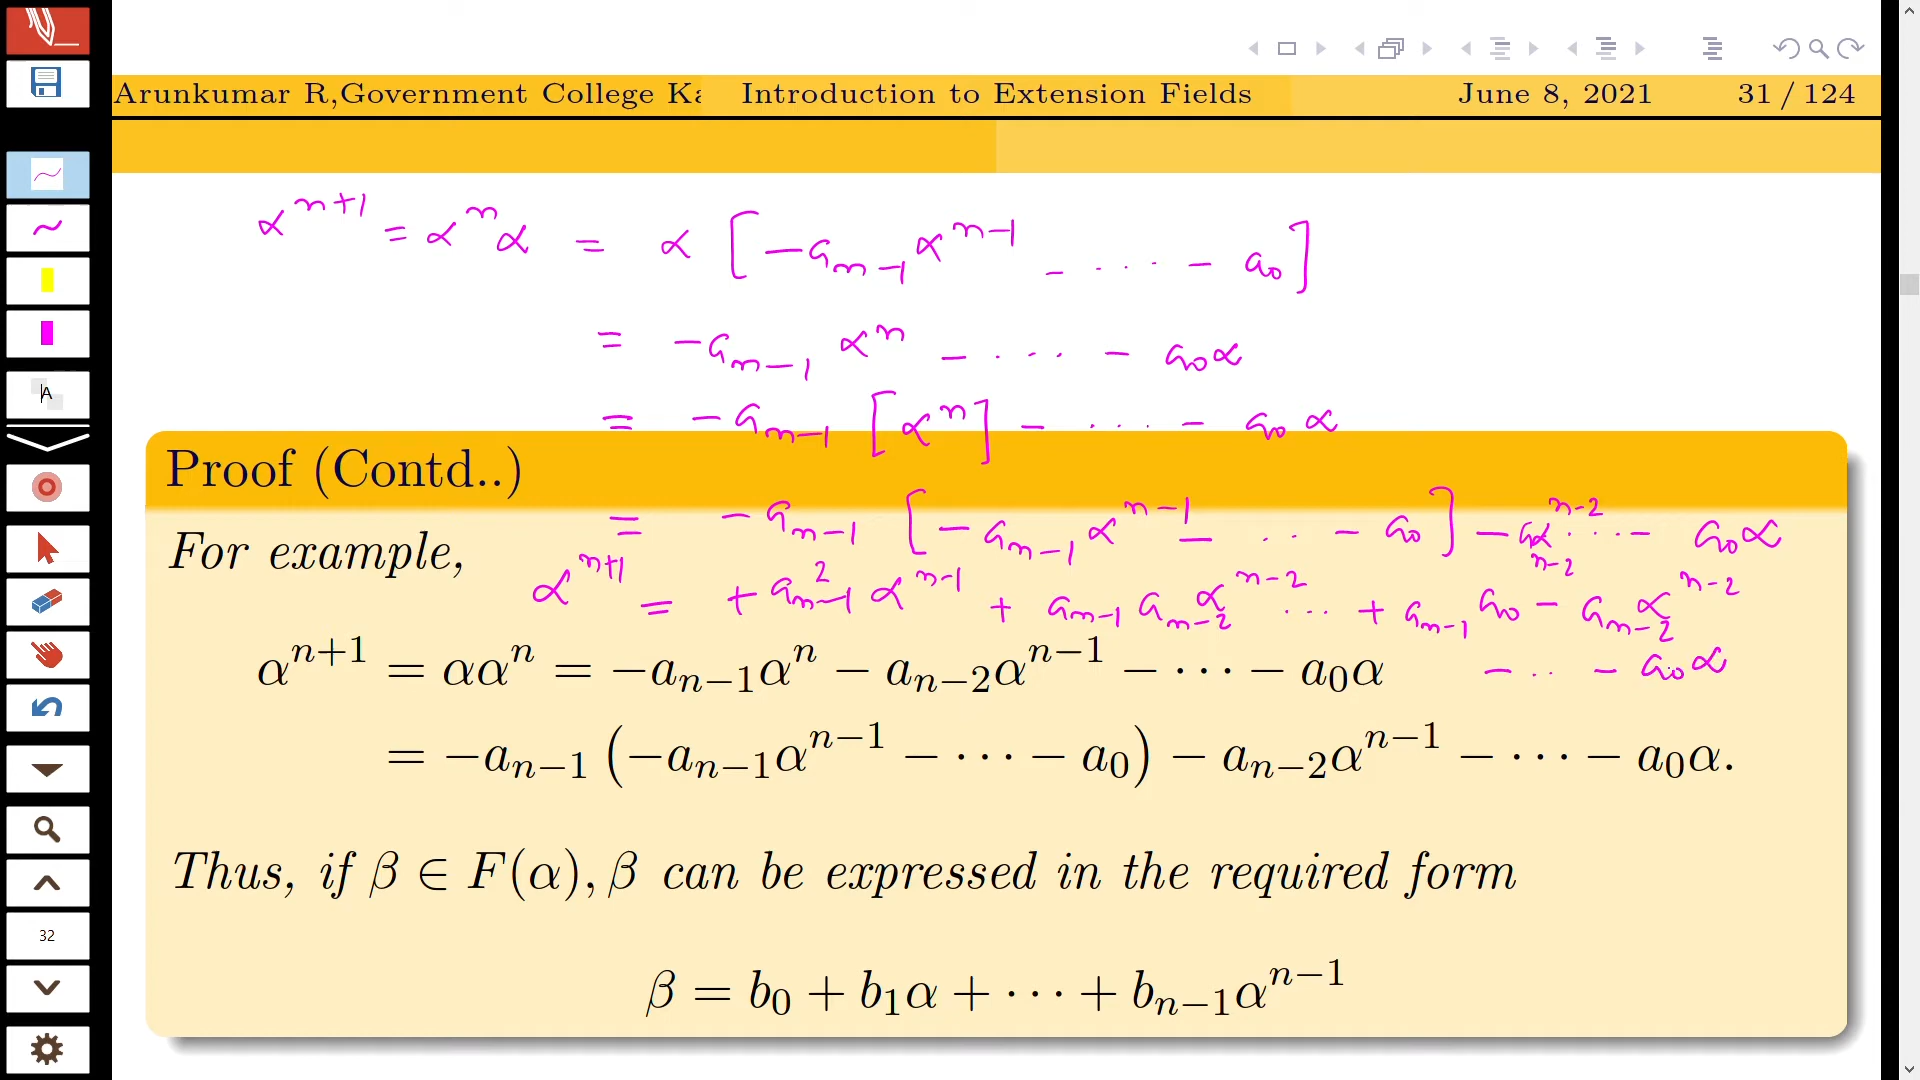 Arunkumar R,Government College Ka Introduction to Extension Fields June 8, 2021 31 / 124
α^{n+1} = α^n α = α [ -a_{n-1} α^{n-1} - .... - a_0 ]
= -a_{n-1} α^n - .... - a_0 α
= -a_{n-1} [α^n] - .... - a_0 α
Proof (Contd..)
= -a_{n-1} [ -a_{n-1} α^{n-1} - .. - a_0 ] - a_{n-2} α^{n-2} ... - a_0 α
For example,
α^{n+1} = + a_{n-1}^2 α^{n-1} + a_{n-1} a_{n-2} α^{n-2} ... + a_{n-1} a_0 - a_{n-2} α^{n-2}
- .. - a_0 α
α^{n+1} = αα^n = −a_{n−1}α^n − a_{n−2}α^{n−1} − ··· − a_0α
= −a_{n−1} (−a_{n−1}α^{n−1} − ··· − a_0) − a_{n−2}α^{n−1} − ··· − a_0α.
Thus, if β ∈ F(α), β can be expressed in the required form
β = b_0 + b_1α + ··· + b_{n−1}α^{n−1}
A
32